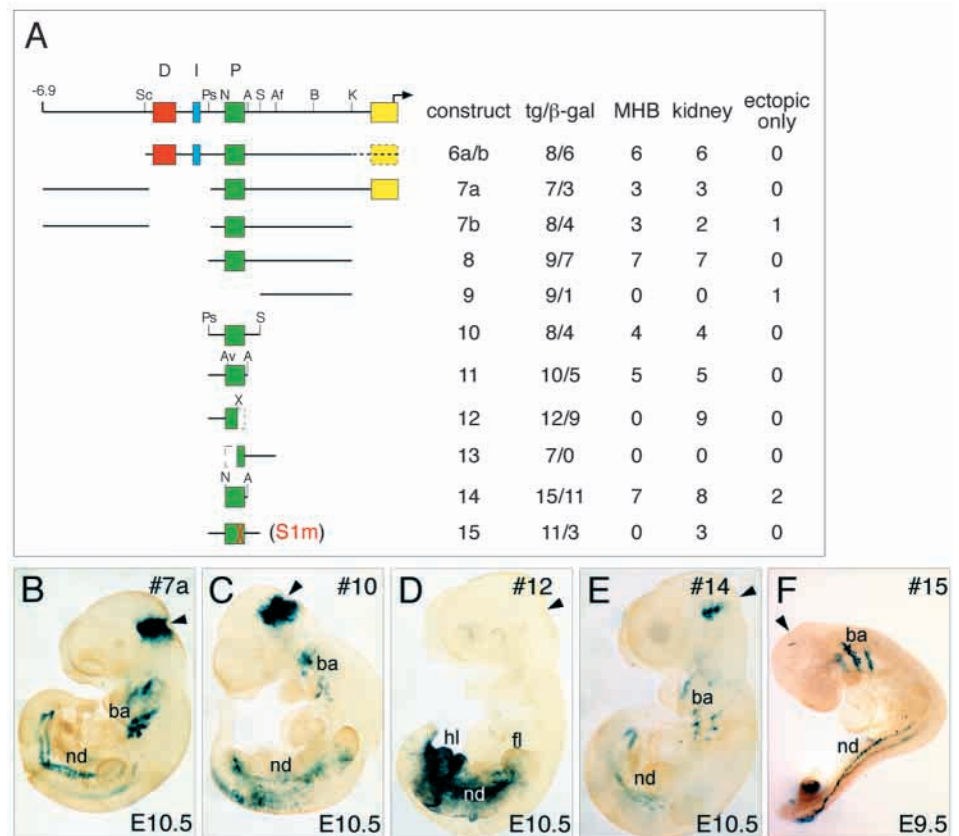 A
D I P
-6.9 Sc Ps N A S Af B K
construct tg/β-gal MHB kidney ectopic only
6a/b 8/6 6 6 0
7a 7/3 3 3 0
7b 8/4 3 2 1
8 9/7 7 7 0
9 9/1 0 0 1
Ps S
10 8/4 4 4 0
Av A
11 10/5 5 5 0
X
12 12/9 0 9 0
13 7/0 0 0 0
N A
14 15/11 7 8 2
(S1m) 15 11/3 0 3 0
B #7a
ba
nd
E10.5
C #10
ba
nd
E10.5
D #12
hl fl
nd
E10.5
E #14
ba
nd
E10.5
F #15
ba
nd
E9.5